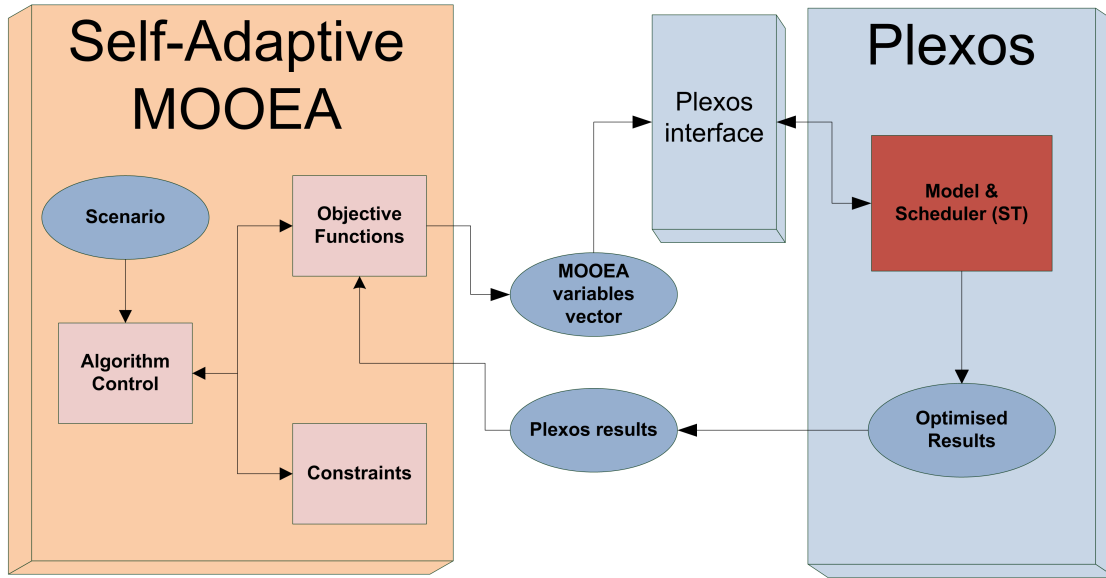 Self-Adaptive
MOOEA
Scenario
Algorithm
Control
Objective
Functions
Constraints
MOOEA
variables
vector
Plexos results
Plexos
interface
Plexos
Model &
Scheduler (ST)
Optimised
Results